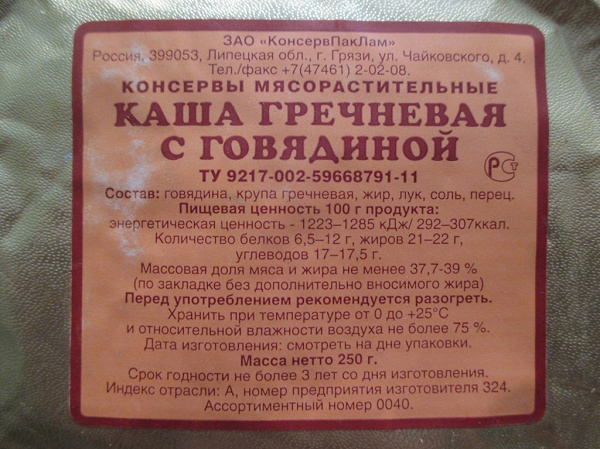 ЗАО «КонсервПакЛам»
Россия, 399053, Липецкая обл., г. Грязи, ул. Чайковского, д. 4.
Тел./факс +7(47461) 2-02-08.
КОНСЕРВЫ МЯСОРАСТИТЕЛЬНЫЕ
КАША ГРЕЧНЕВАЯ
С ГОВЯДИНОЙ
ТУ 9217-002-59668791-11
РСТ
Состав: говядина, крупа гречневая, жир, лук, соль, перец.
Пищевая ценность 100 г продукта:
энергетическая ценность - 1223–1285 кДж/ 292–307ккал.
Количество белков 6,5–12 г, жиров 21–22 г,
углеводов 17–17,5 г.
Массовая доля мяса и жира не менее 37,7-39 %
(по закладке без дополнительно вносимого жира)
Перед употреблением рекомендуется разогреть.
Хранить при температуре от 0 до +25°С
и относительной влажности воздуха не более 75 %.
Дата изготовления: смотреть на дне упаковки.
Масса нетто 250 г.
Срок годности не более 3 лет со дня изготовления.
Индекс отрасли: А, номер предприятия изготовителя 324.
Ассортиментный номер 0040.